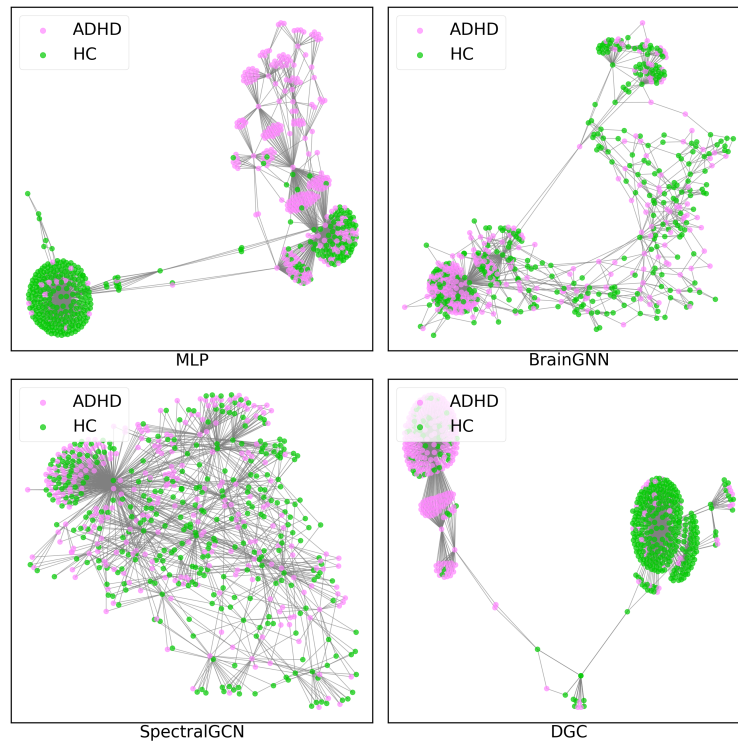 ADHD
HC
ADHD
HC
MLP
BrainGNN
ADHD
HC
ADHD
HC
SpectralGCN
DGC